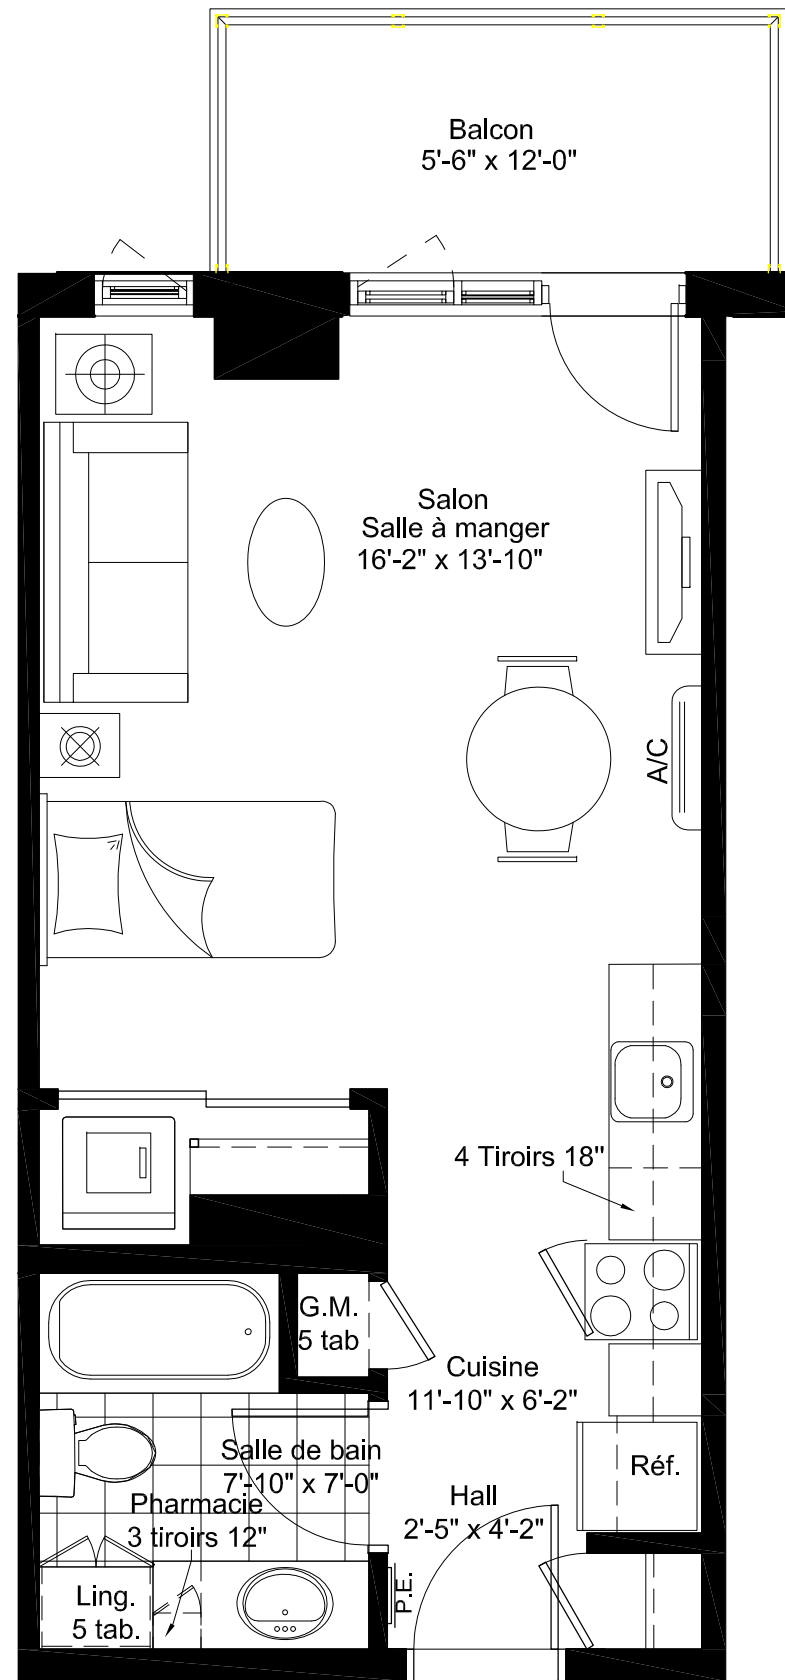 Balcon
5'-6" x 12'-0"
Salon
Salle à manger
16'-2" x 13'-10"
A/C
4 Tiroirs 18"
G.M.
5 tab
Cuisine
11'-10" x 6'-2"
Salle de bain
7'-10" x 7'-0"
Réf.
Hall
2'-5" x 4'-2"
Pharmacie
3 tiroirs 12"
Ling.
5 tab.
P.E.